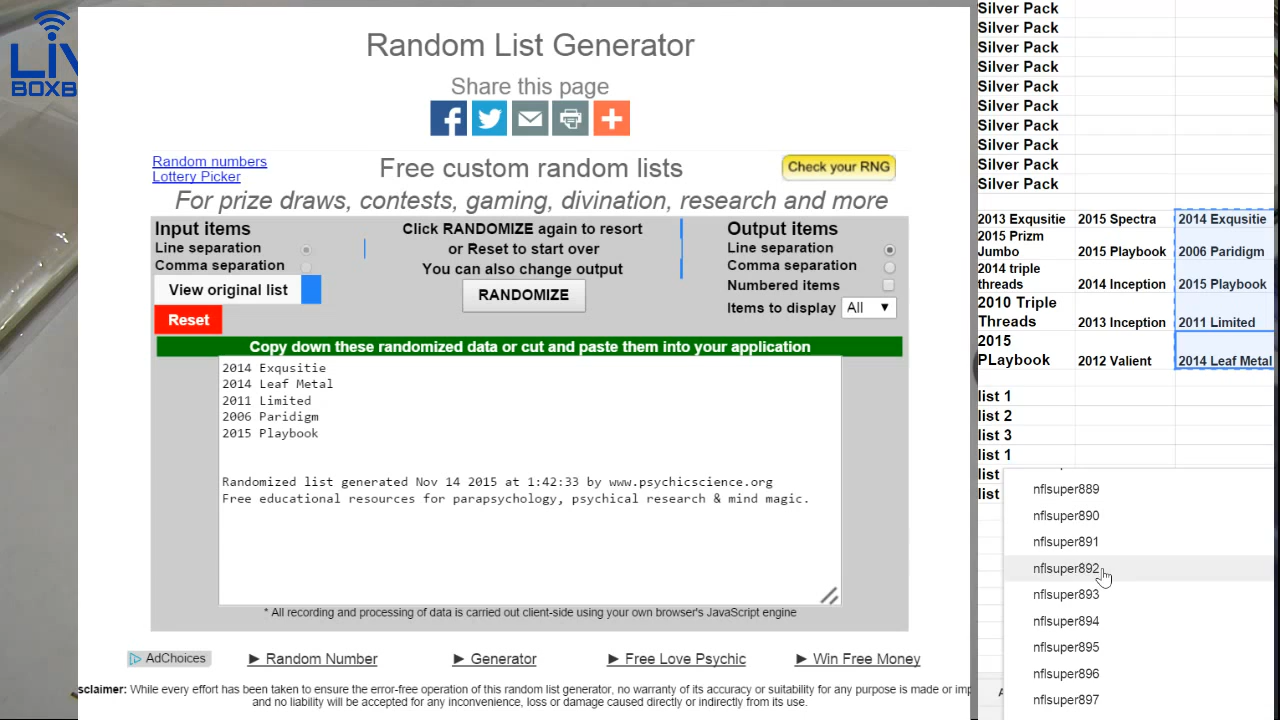 LIV
BOXB
Random List Generator
Share this page
Random numbers
Lottery Picker
Free custom random lists
Check your RNG
For prize draws, contests, gaming, divination, research and more
Input items
Line separation
Comma separation
View original list
Reset
Click RANDOMIZE again to resort
or Reset to start over
You can also change output
RANDOMIZE
Output items
Line separation
Comma separation
Numbered items
Items to display All
Copy down these randomized data or cut and paste them into your application
2014 Exqusitie
2014 Leaf Metal
2011 Limited
2006 Paridigm
2015 Playbook
Randomized list generated Nov 14 2015 at 1:42:33 by www.psychicscience.org
Free educational resources for parapsychology, psychical research & mind magic.
* All recording and processing of data is carried out client-side using your own browser's JavaScript engine
AdChoices
► Random Number
► Generator
► Free Love Psychic
► Win Free Money
sclaimer: While every effort has been taken to ensure the error-free operation of this random list generator, no warranty of its accuracy or suitability for any purpose is made or imp
and no liability will be accepted for any inconvenience, loss or damage caused directly or indirectly from its use.
Silver Pack
Silver Pack
Silver Pack
Silver Pack
Silver Pack
Silver Pack
Silver Pack
Silver Pack
Silver Pack
Silver Pack
2013 Exqusitie 2015 Spectra 2014 Exqusitie
2015 Prizm
Jumbo 2015 Playbook 2006 Paridigm
2014 triple
threads 2014 Inception 2015 Playbook
2010 Triple
Threads 2013 Inception 2011 Limited
2015
PLaybook 2012 Valient 2014 Leaf Metal
list 1
list 2
list 3
list 1
list
list
nflsuper889
nflsuper890
nflsuper891
nflsuper892
nflsuper893
nflsuper894
nflsuper895
nflsuper896
nflsuper897